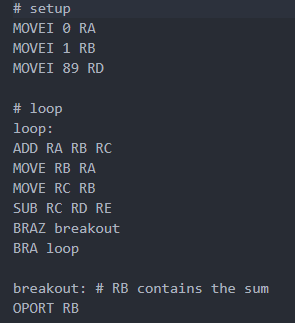 # setup
MOVEI 0 RA
MOVEI 1 RB
MOVEI 89 RD
# loop
loop:
ADD RA RB RC
MOVE RB RA
MOVE RC RB
SUB RC RD RE
BRAZ breakout
BRA loop
breakout: # RB contains the sum
OPORT RB